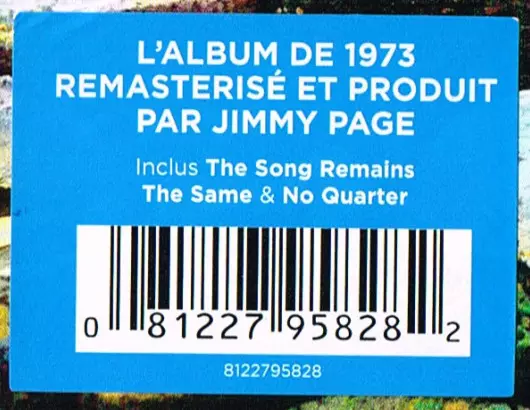 L'ALBUM DE 1973
REMASTERISÉ ET PRODUIT
PAR JIMMY PAGE
Inclus The Song Remains
The Same & No Quarter
0 81227 95828 2
8122795828